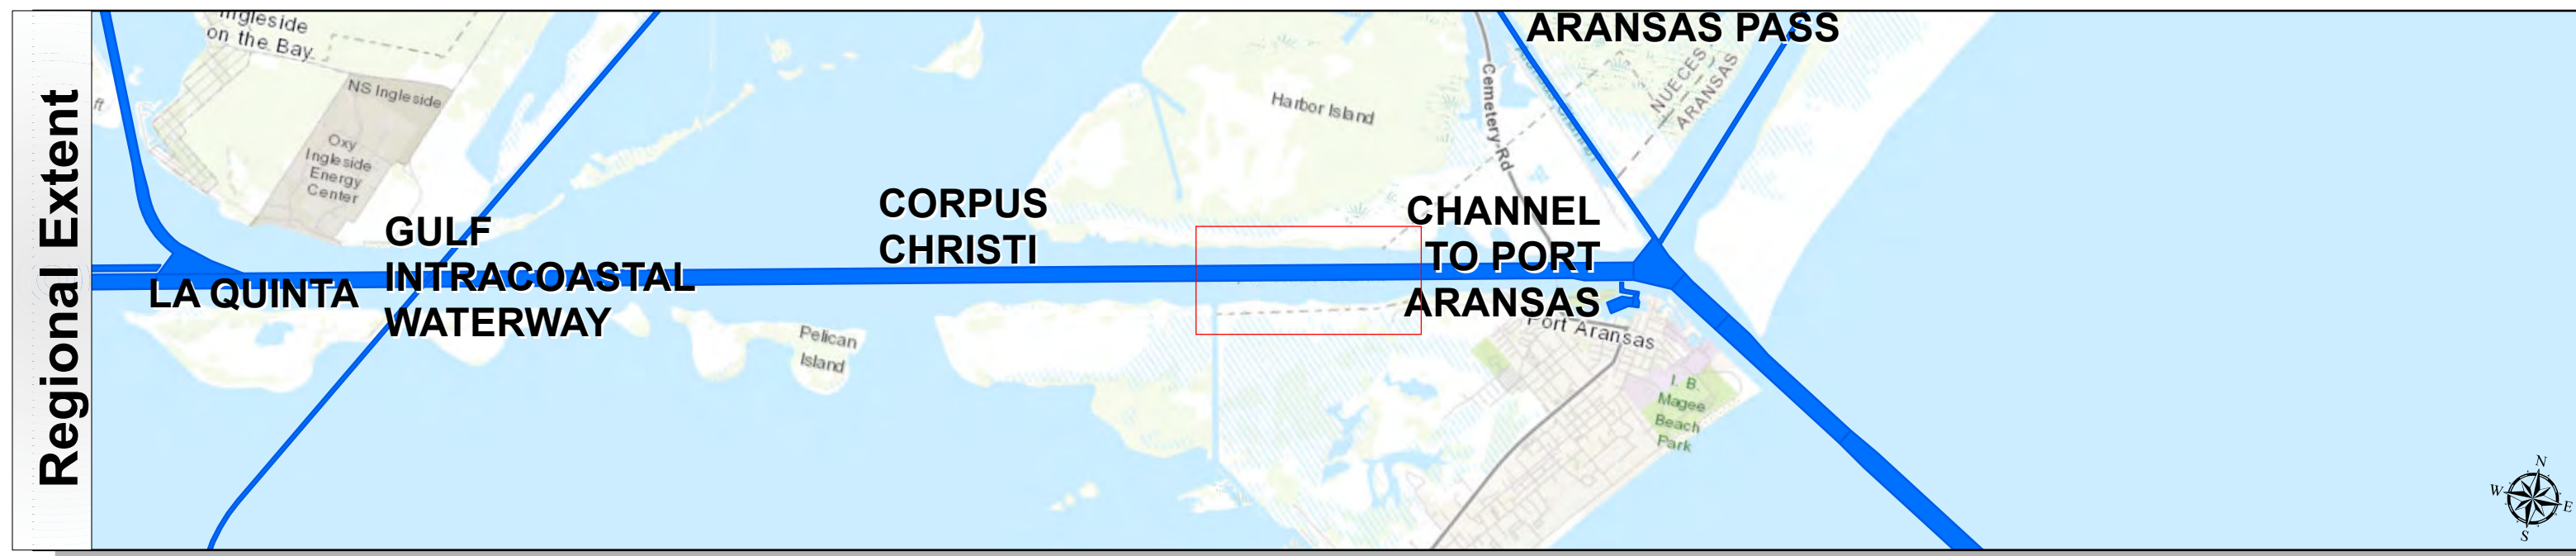 Regional Extent
Ingleside
on the Bay
NS Ingleside
Oxy
Ingleside
Energy
Center
LA QUINTA
GULF
INTRACOASTAL
WATERWAY
CORPUS
CHRISTI
Pelican
Island
Harbor Island
Cemetery Rd
ARANSAS PASS
NUECES
ARANSAS
CHANNEL
TO PORT
ARANSAS
Port Aransas
I. B.
Magee
Beach
Park
N
W
E
S